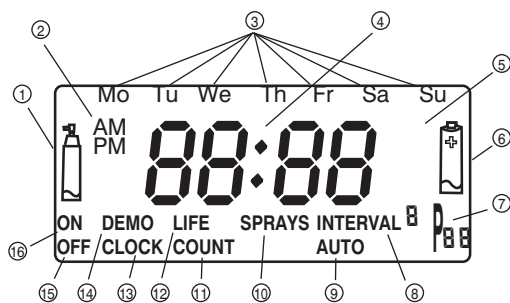 ③
② ④
Mo Tu We Th Fr Sa Su ⑤
① AM
PM 88:88 + ⑥
ON DEMO LIFE SPRAYS INTERVAL 8 88 ⑦
⑯ OFF CLOCK COUNT AUTO
⑮ ⑭ ⑬ ⑫ ⑪ ⑩ ⑨ ⑧